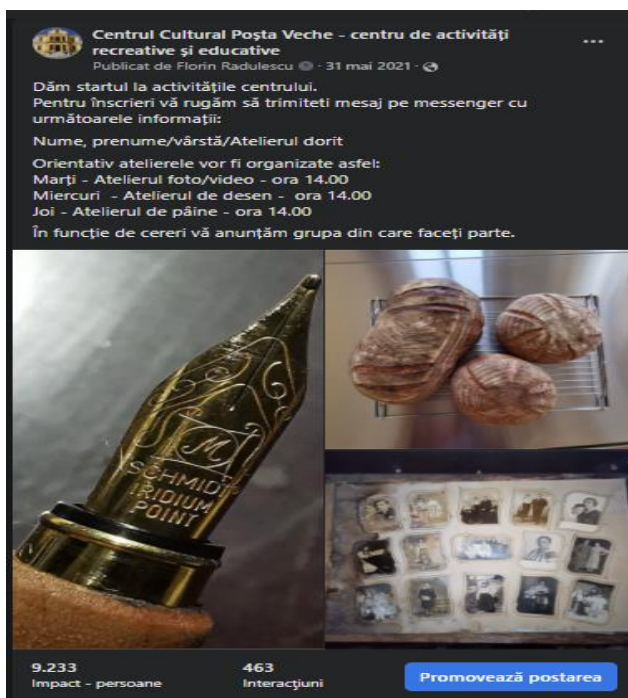 Centrul Cultural Poșta Veche - centru de activități
recreative și educative
Publicat de Florin Radulescu · 31 mai 2021 ·
Dăm startul la activitățile centrului.
Pentru înscrieri vă rugăm să trimiteti mesaj pe messenger cu
următoarele informații:
Nume, prenume/vârstă/Atelierul dorit
Orientativ atelierele vor fi organizate asfel:
Marți - Atelierul foto/video - ora 14.00
Miercuri - Atelierul de desen - ora 14.00
Joi - Atelierul de pâine - ora 14.00
În funcție de cereri vă anunțăm grupa din care faceți parte.
M
SCHMIDT
IRIDIUM
POINT
9.233
Impact - persoane
463
Interacțiuni
Promovează postarea